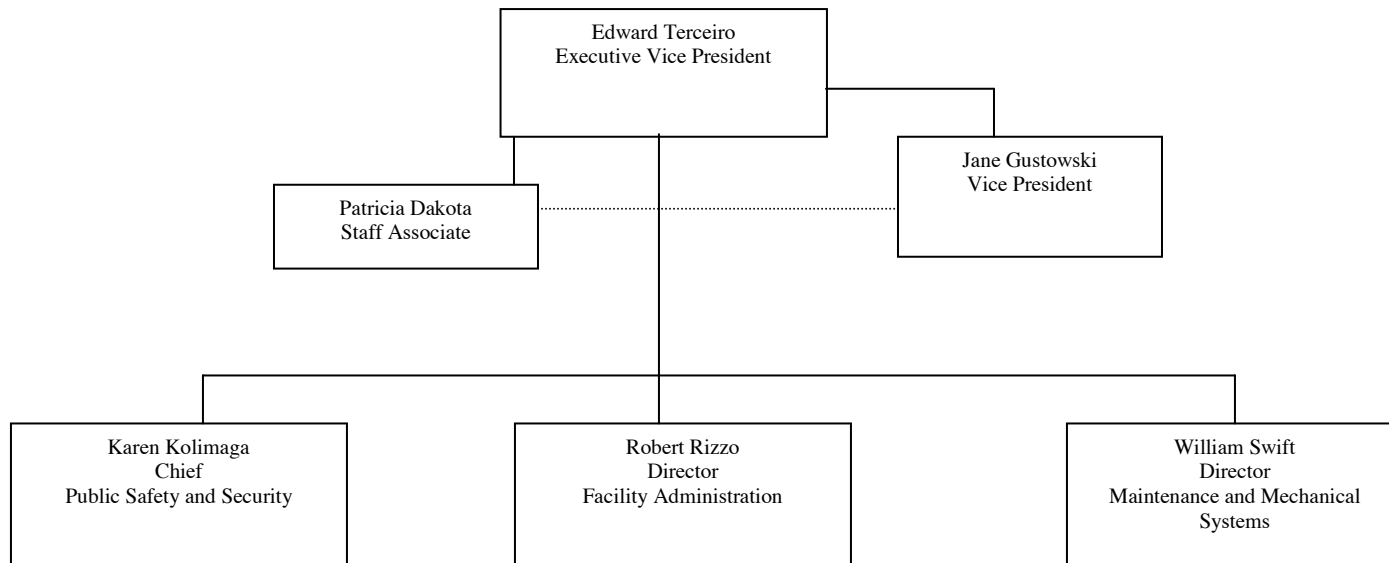 Edward Terceiro
Executive Vice President
Jane Gustowski
Vice President
Patricia Dakota
Staff Associate
Karen Kolimaga
Chief
Public Safety and Security
Robert Rizzo
Director
Facility Administration
William Swift
Director
Maintenance and Mechanical
Systems